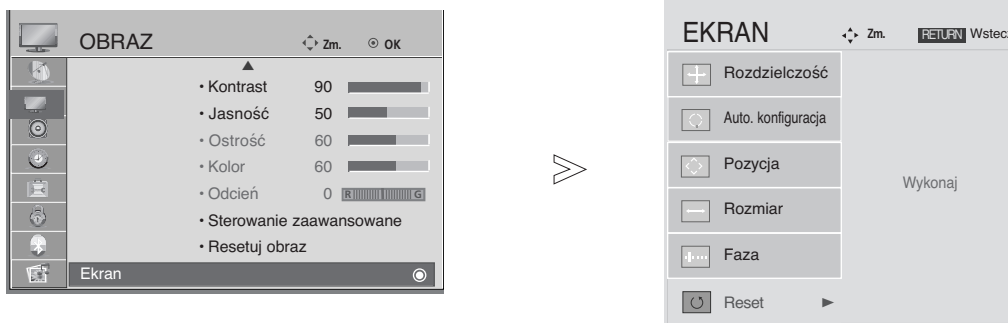 OBRAZ Zm. OK
• Kontrast 90
• Jasność 50
• Ostrość 60
• Kolor 60
• Odcień 0 R G
• Sterowanie zaawansowane
• Resetuj obraz
Ekran
EKRAN Zm. RETURN Wstecz
Rozdzielczość
Auto. konfiguracja
Pozycja
Rozmiar
Faza
Reset
Wykonaj